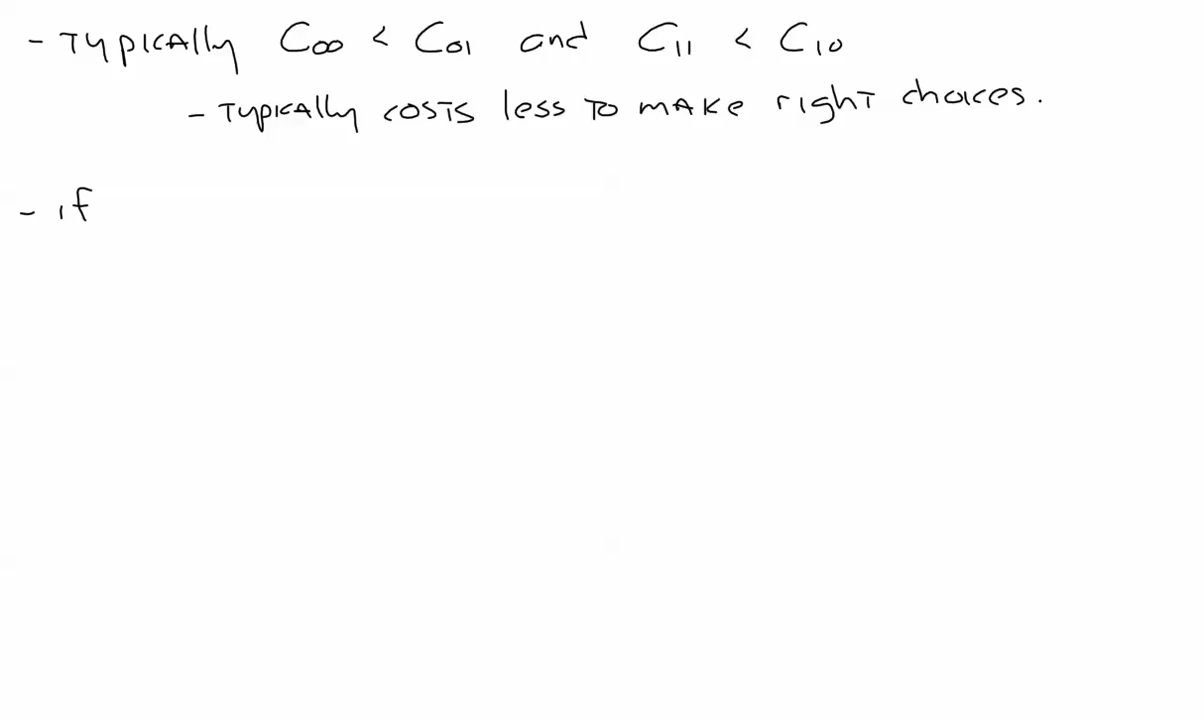 - Typically C₀₀ < C₀₁ and C₁₁ < C₁₀
- Typically costs less to make right choices.
- if